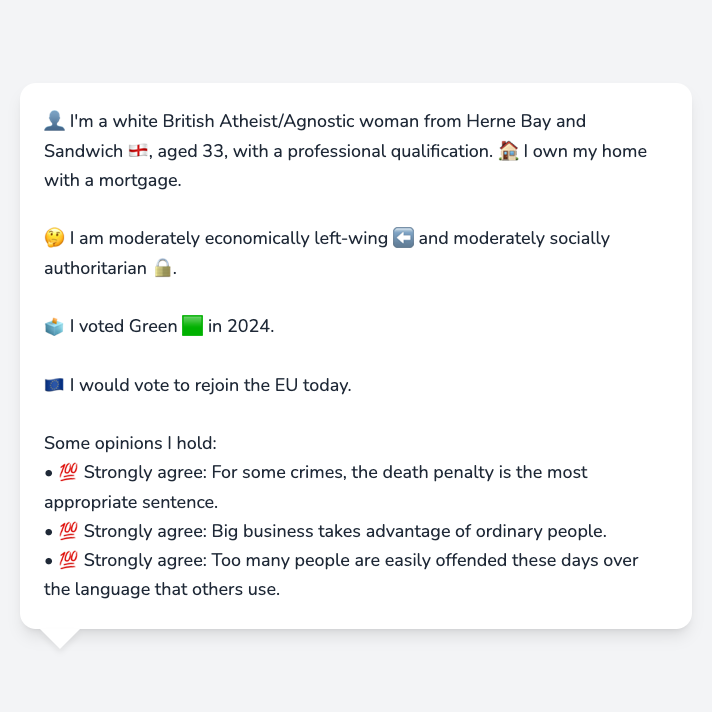 👤 I'm a white British Atheist/Agnostic woman from Herne Bay and
Sandwich 🏴󠁧󠁢󠁥󠁮󠁧󠁿, aged 33, with a professional qualification. 🏠 I own my home
with a mortgage.
🤔 I am moderately economically left-wing ⬅️ and moderately socially
authoritarian 🔒.
🗳️ I voted Green 🟩 in 2024.
🇪🇺 I would vote to rejoin the EU today.
Some opinions I hold:
• 💯 Strongly agree: For some crimes, the death penalty is the most
appropriate sentence.
• 💯 Strongly agree: Big business takes advantage of ordinary people.
• 💯 Strongly agree: Too many people are easily offended these days over
the language that others use.